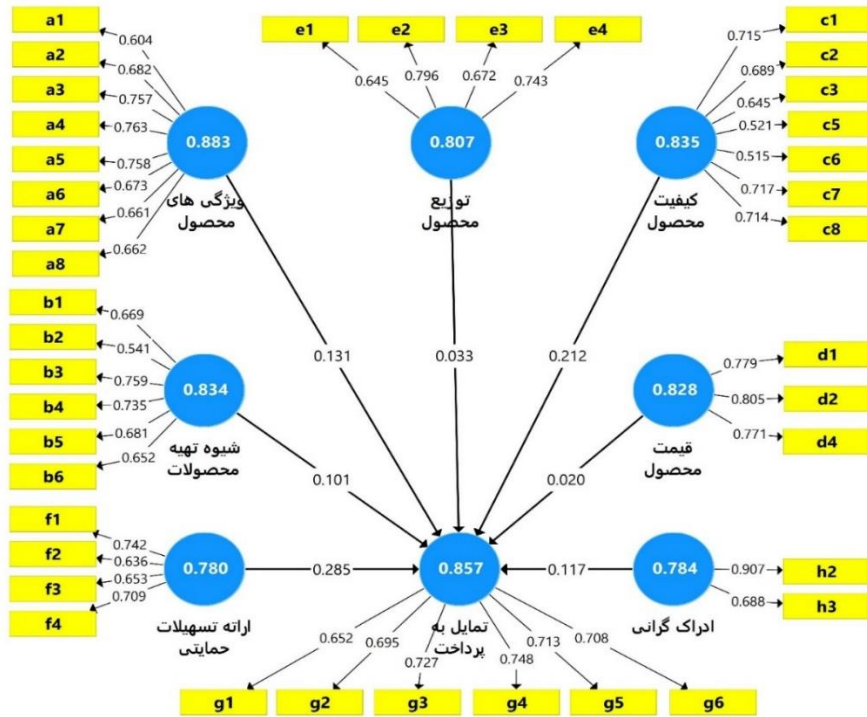 a1
a2
a3
a4
a5
a6
a7
a8
0.604
0.682
0.757
0.763
0.758
0.673
0.661
0.662
0.883
ویژگی های
محصول
e1
e2
e3
e4
0.645
0.796
0.672
0.743
0.807
توزیع
محصول
c1
c2
c3
c5
c6
c7
c8
0.715
0.689
0.645
0.521
0.515
0.717
0.714
0.835
کیفیت
محصول
0.131
0.033
0.212
b1
b2
b3
b4
b5
b6
0.669
0.541
0.759
0.735
0.681
0.652
0.834
شیوه تهیه
محصولات
0.101
d1
d2
d4
0.779
0.805
0.771
0.828
قیمت
محصول
0.020
f1
f2
f3
f4
0.742
0.636
0.653
0.709
0.780
ارائه تسهیلات
حمایتی
0.285
0.857
تمایل به
پرداخت
0.117
0.784
ادراک گرانی
0.907
0.688
h2
h3
0.652
0.695
0.727
0.748
0.713
0.708
g1
g2
g3
g4
g5
g6